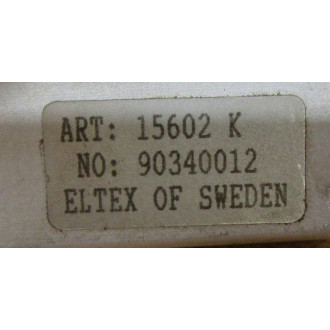 ART: 15602 K
NO: 90340012
ELTEX OF SWEDEN